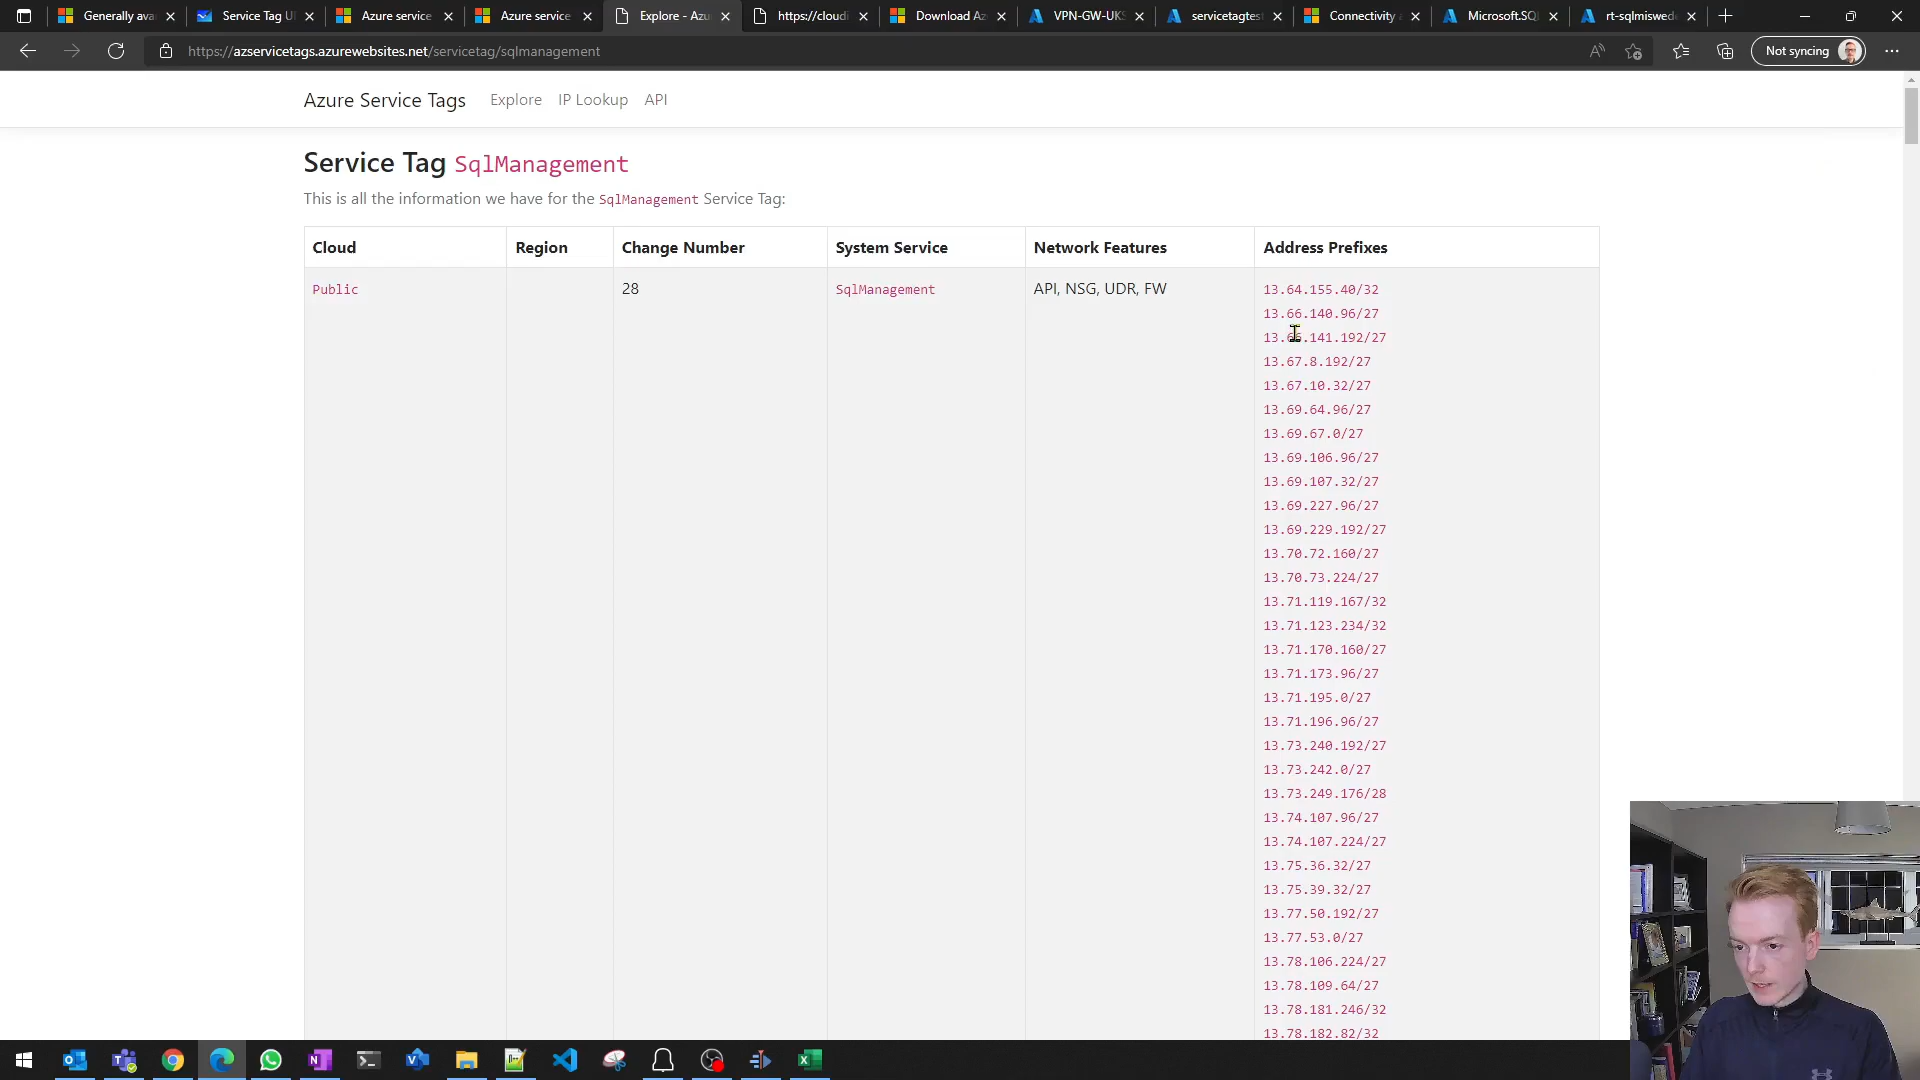 Generally ava
Service Tag U
Azure service
Azure service
Explore - Azu
https://cloudi
Download Az
VPN-GW-UKS
servicetagtest
Connectivity a
Microsoft.SQ
rt-sqlmiswede
https://azservicetags.azurewebsites.net/servicetag/sqlmanagement
Not syncing
Azure Service Tags
Explore
IP Lookup
API
Service Tag SqlManagement
This is all the information we have for the SqlManagement Service Tag:
Cloud Region Change Number System Service Network Features Address Prefixes
Public 28 SqlManagement API, NSG, UDR, FW 13.64.155.40/32
13.66.140.96/27
13.66.141.192/27
13.67.8.192/27
13.67.10.32/27
13.69.64.96/27
13.69.67.0/27
13.69.106.96/27
13.69.107.32/27
13.69.227.96/27
13.69.229.192/27
13.70.72.160/27
13.70.73.224/27
13.71.119.167/32
13.71.123.234/32
13.71.170.160/27
13.71.173.96/27
13.71.195.0/27
13.71.196.96/27
13.73.240.192/27
13.73.242.0/27
13.73.249.176/28
13.74.107.96/27
13.74.107.224/27
13.75.36.32/27
13.75.39.32/27
13.77.50.192/27
13.77.53.0/27
13.78.106.224/27
13.78.109.64/27
13.78.181.246/32
13.78.182.82/32